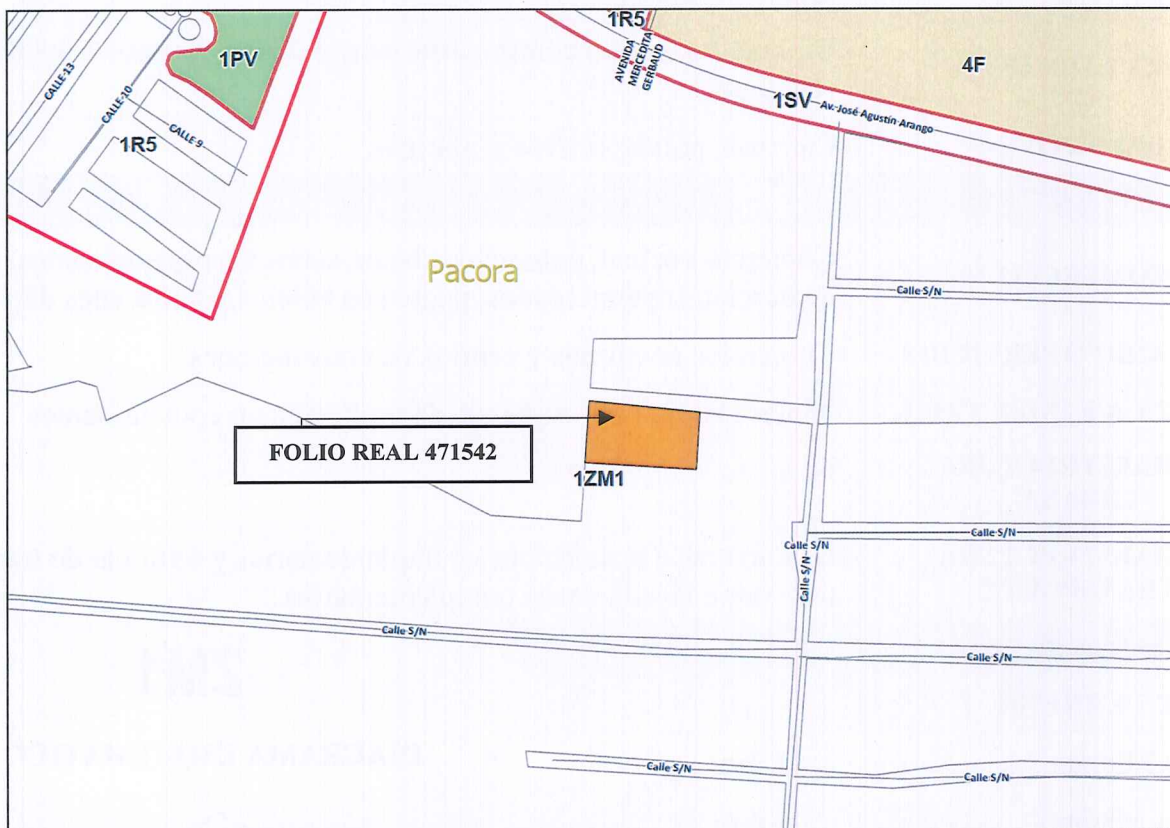 1R5
AVENIDA
MERCEDITA
GERBAUD
4F
1PV
CALLE-13
CALLE-10
1SV
Av. José Agustín Arango
CALLE 9
1R5
Pacora
Calle S/N
FOLIO REAL 471542
1ZM1
Calle S/N
Calle S/N
Calle S/N
Calle S/N
Calle S/N
Calle S/N
Calle S/N